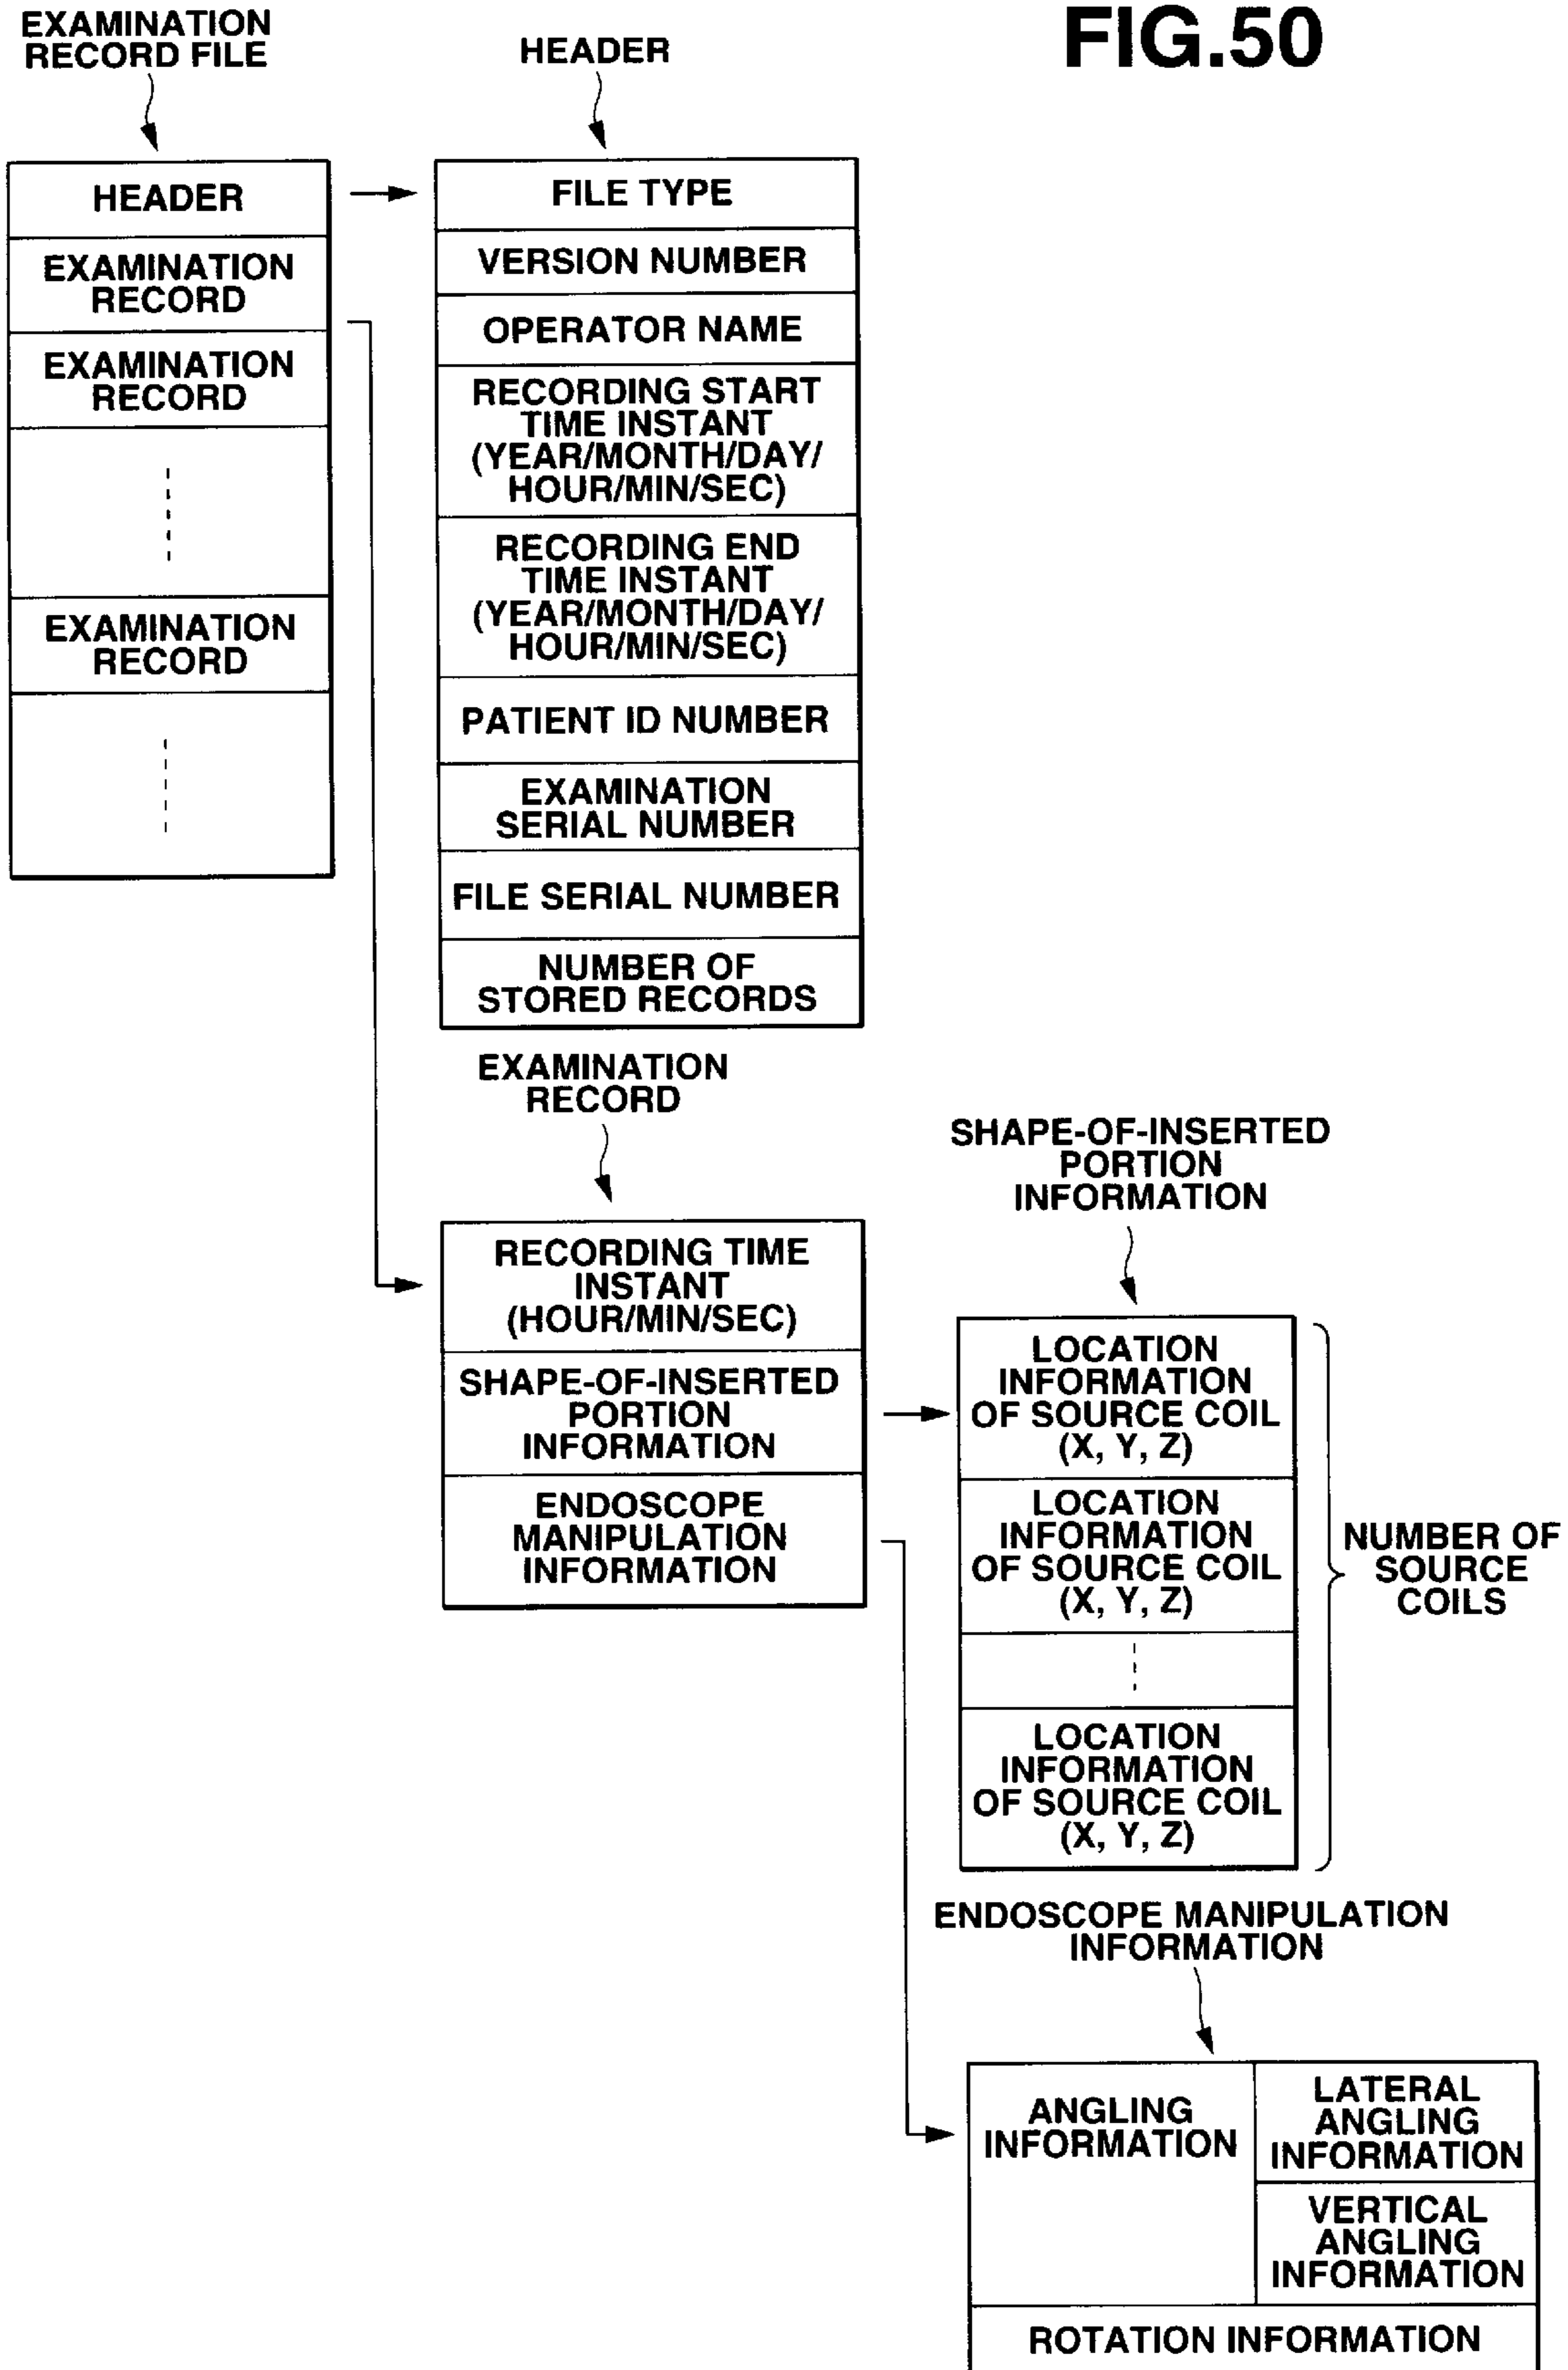 FIG.50
EXAMINATION
RECORD FILE
HEADER
EXAMINATION
RECORD
EXAMINATION
RECORD
EXAMINATION
RECORD
HEADER
FILE TYPE
VERSION NUMBER
OPERATOR NAME
RECORDING START
TIME INSTANT
(YEAR/MONTH/DAY/
HOUR/MIN/SEC)
RECORDING END
TIME INSTANT
(YEAR/MONTH/DAY/
HOUR/MIN/SEC)
PATIENT ID NUMBER
EXAMINATION
SERIAL NUMBER
FILE SERIAL NUMBER
NUMBER OF
STORED RECORDS
EXAMINATION
RECORD
RECORDING TIME
INSTANT
(HOUR/MIN/SEC)
SHAPE-OF-INSERTED
PORTION
INFORMATION
ENDOSCOPE
MANIPULATION
INFORMATION
SHAPE-OF-INSERTED
PORTION
INFORMATION
LOCATION
INFORMATION
OF SOURCE COIL
(X, Y, Z)
LOCATION
INFORMATION
OF SOURCE COIL
(X, Y, Z)
LOCATION
INFORMATION
OF SOURCE COIL
(X, Y, Z)
NUMBER OF
SOURCE
COILS
ENDOSCOPE MANIPULATION
INFORMATION
ANGLING
INFORMATION
LATERAL
ANGLING
INFORMATION
VERTICAL
ANGLING
INFORMATION
ROTATION INFORMATION